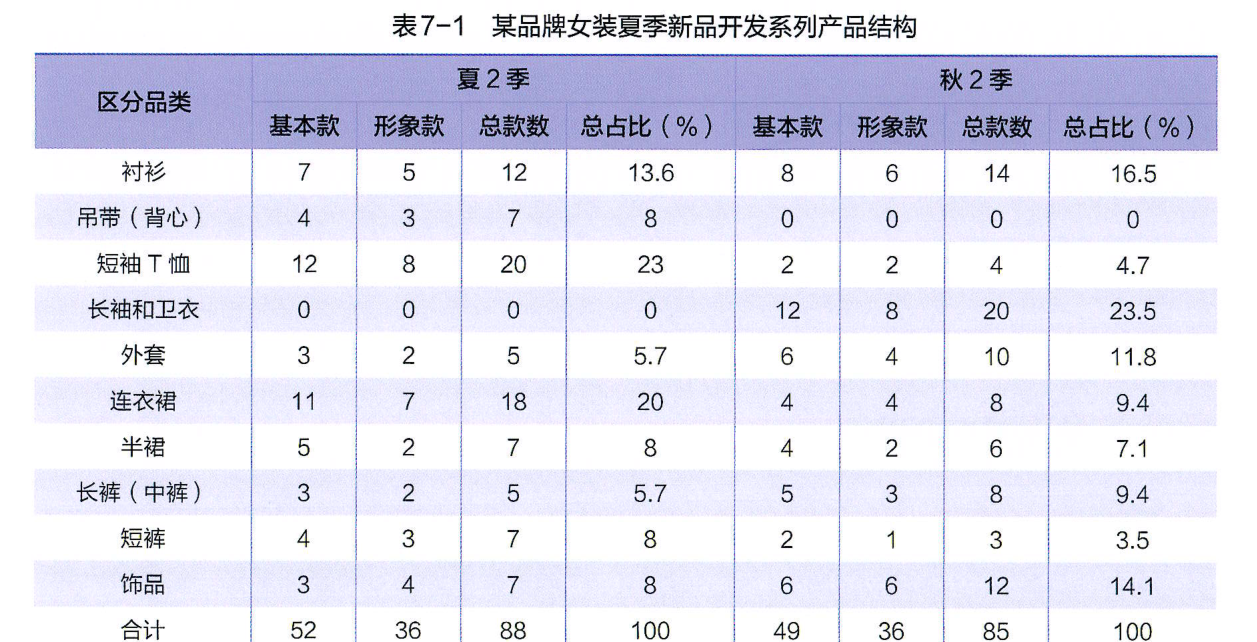 表7-1 某品牌女装夏季新品开发系列产品结构
区分品类 夏2季 秋2季
基本款 形象款 总款数 总占比(%) 基本款 形象款 总款数 总占比(%)
衬衫 7 5 12 13.6 8 6 14 16.5
吊带(背心) 4 3 7 8 0 0 0 0
短袖T恤 12 8 20 23 2 2 4 4.7
长袖和卫衣 0 0 0 0 12 8 20 23.5
外套 3 2 5 5.7 6 4 10 11.8
连衣裙 11 7 18 20 4 4 8 9.4
半裙 5 2 7 8 4 2 6 7.1
长裤(中裤) 3 2 5 5.7 5 3 8 9.4
短裤 4 3 7 8 2 1 3 3.5
饰品 3 4 7 8 6 6 12 14.1
合计 52 36 88 100 49 36 85 100